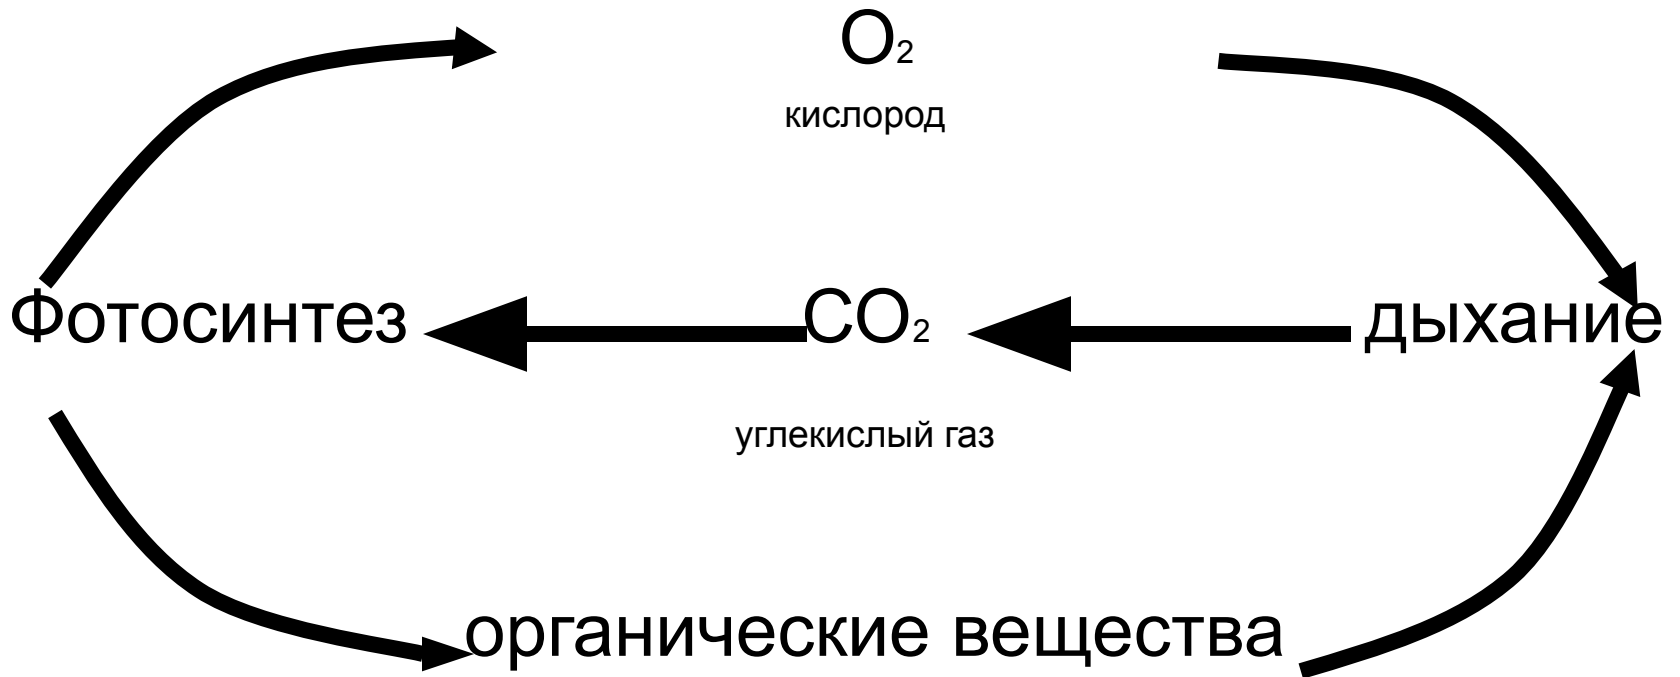 O₂
кислород
Фотосинтез CO₂ дыхание
углекислый газ
органические вещества